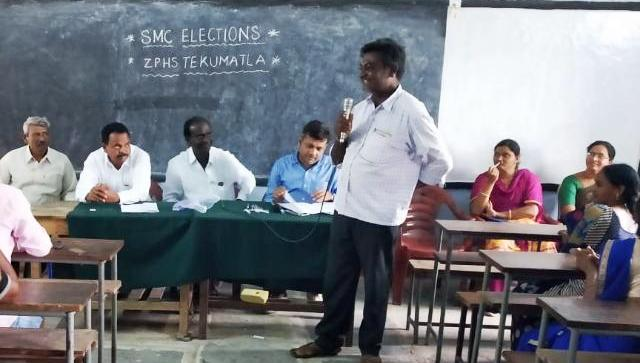 * SMC ELECTIONS *
* ZPHS TEKUMATLA *